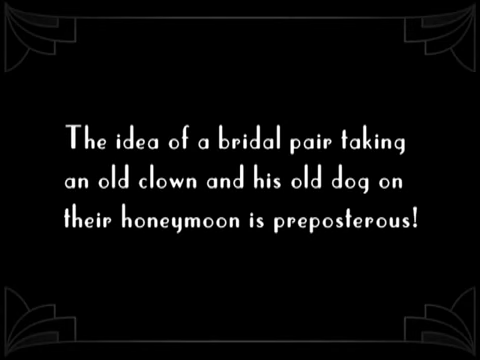 The idea of a bridal pair taking
an old clown and his old dog on
their honeymoon is preposterous!